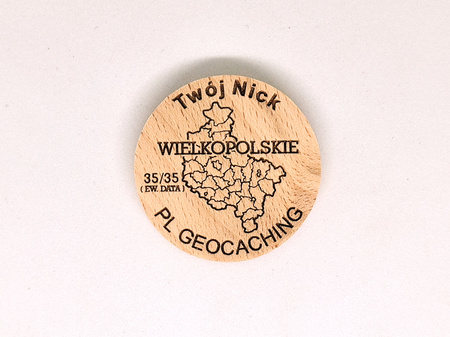 Twój Nick
WIELKOPOLSKIE
35/35
( EW. DATA )
PL GEOCACHING